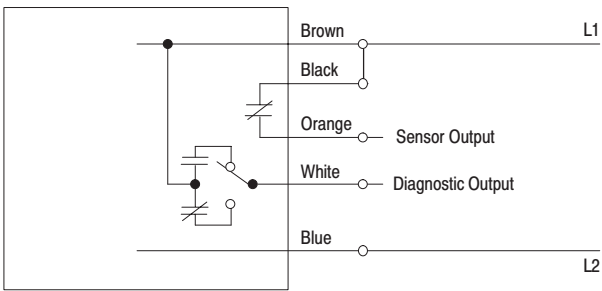 Brown
L1
Black
Orange
Sensor Output
White
Diagnostic Output
Blue
L2